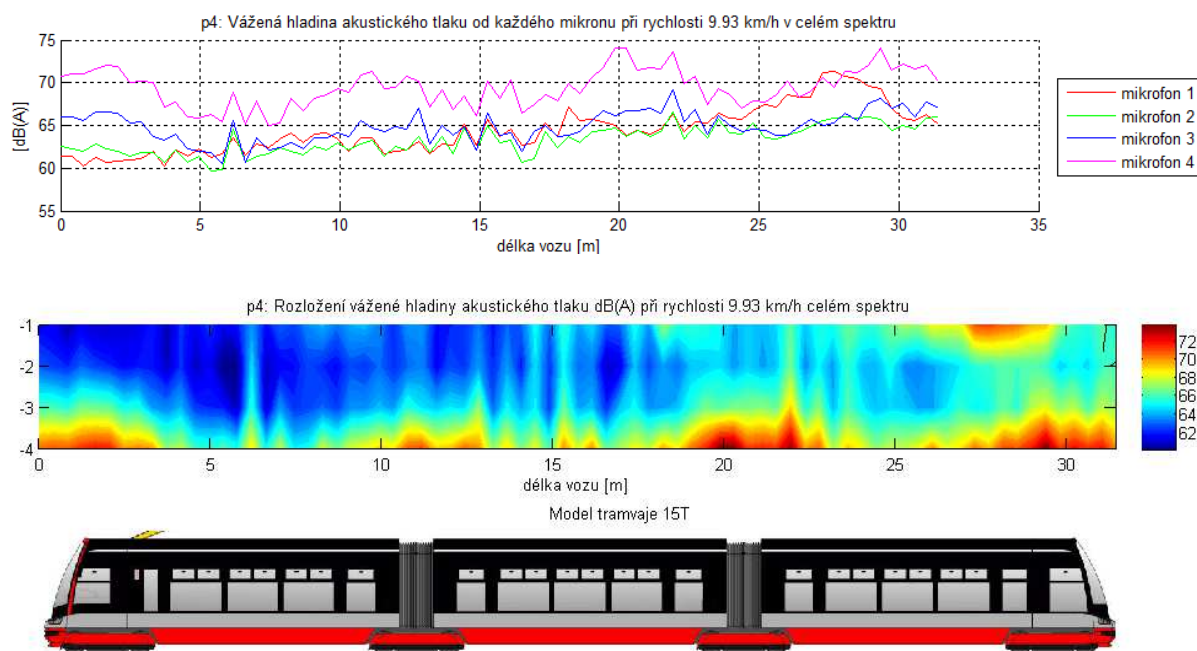 p4: Vážená hladina akustického tlaku od každého mikronu při rychlosti 9.93 km/h v celém spektru
75
70
65
60
55
[dB(A)]
0 5 10 15 20 25 30 35
délka vozu [m]
mikrofon 1
mikrofon 2
mikrofon 3
mikrofon 4
p4: Rozložení vážené hladiny akustického tlaku dB(A) při rychlosti 9.93 km/h celém spektru
-1
-2
-3
-4
0 5 10 15 20 25 30
délka vozu [m]
72
70
68
66
64
62
Model tramvaje 15T